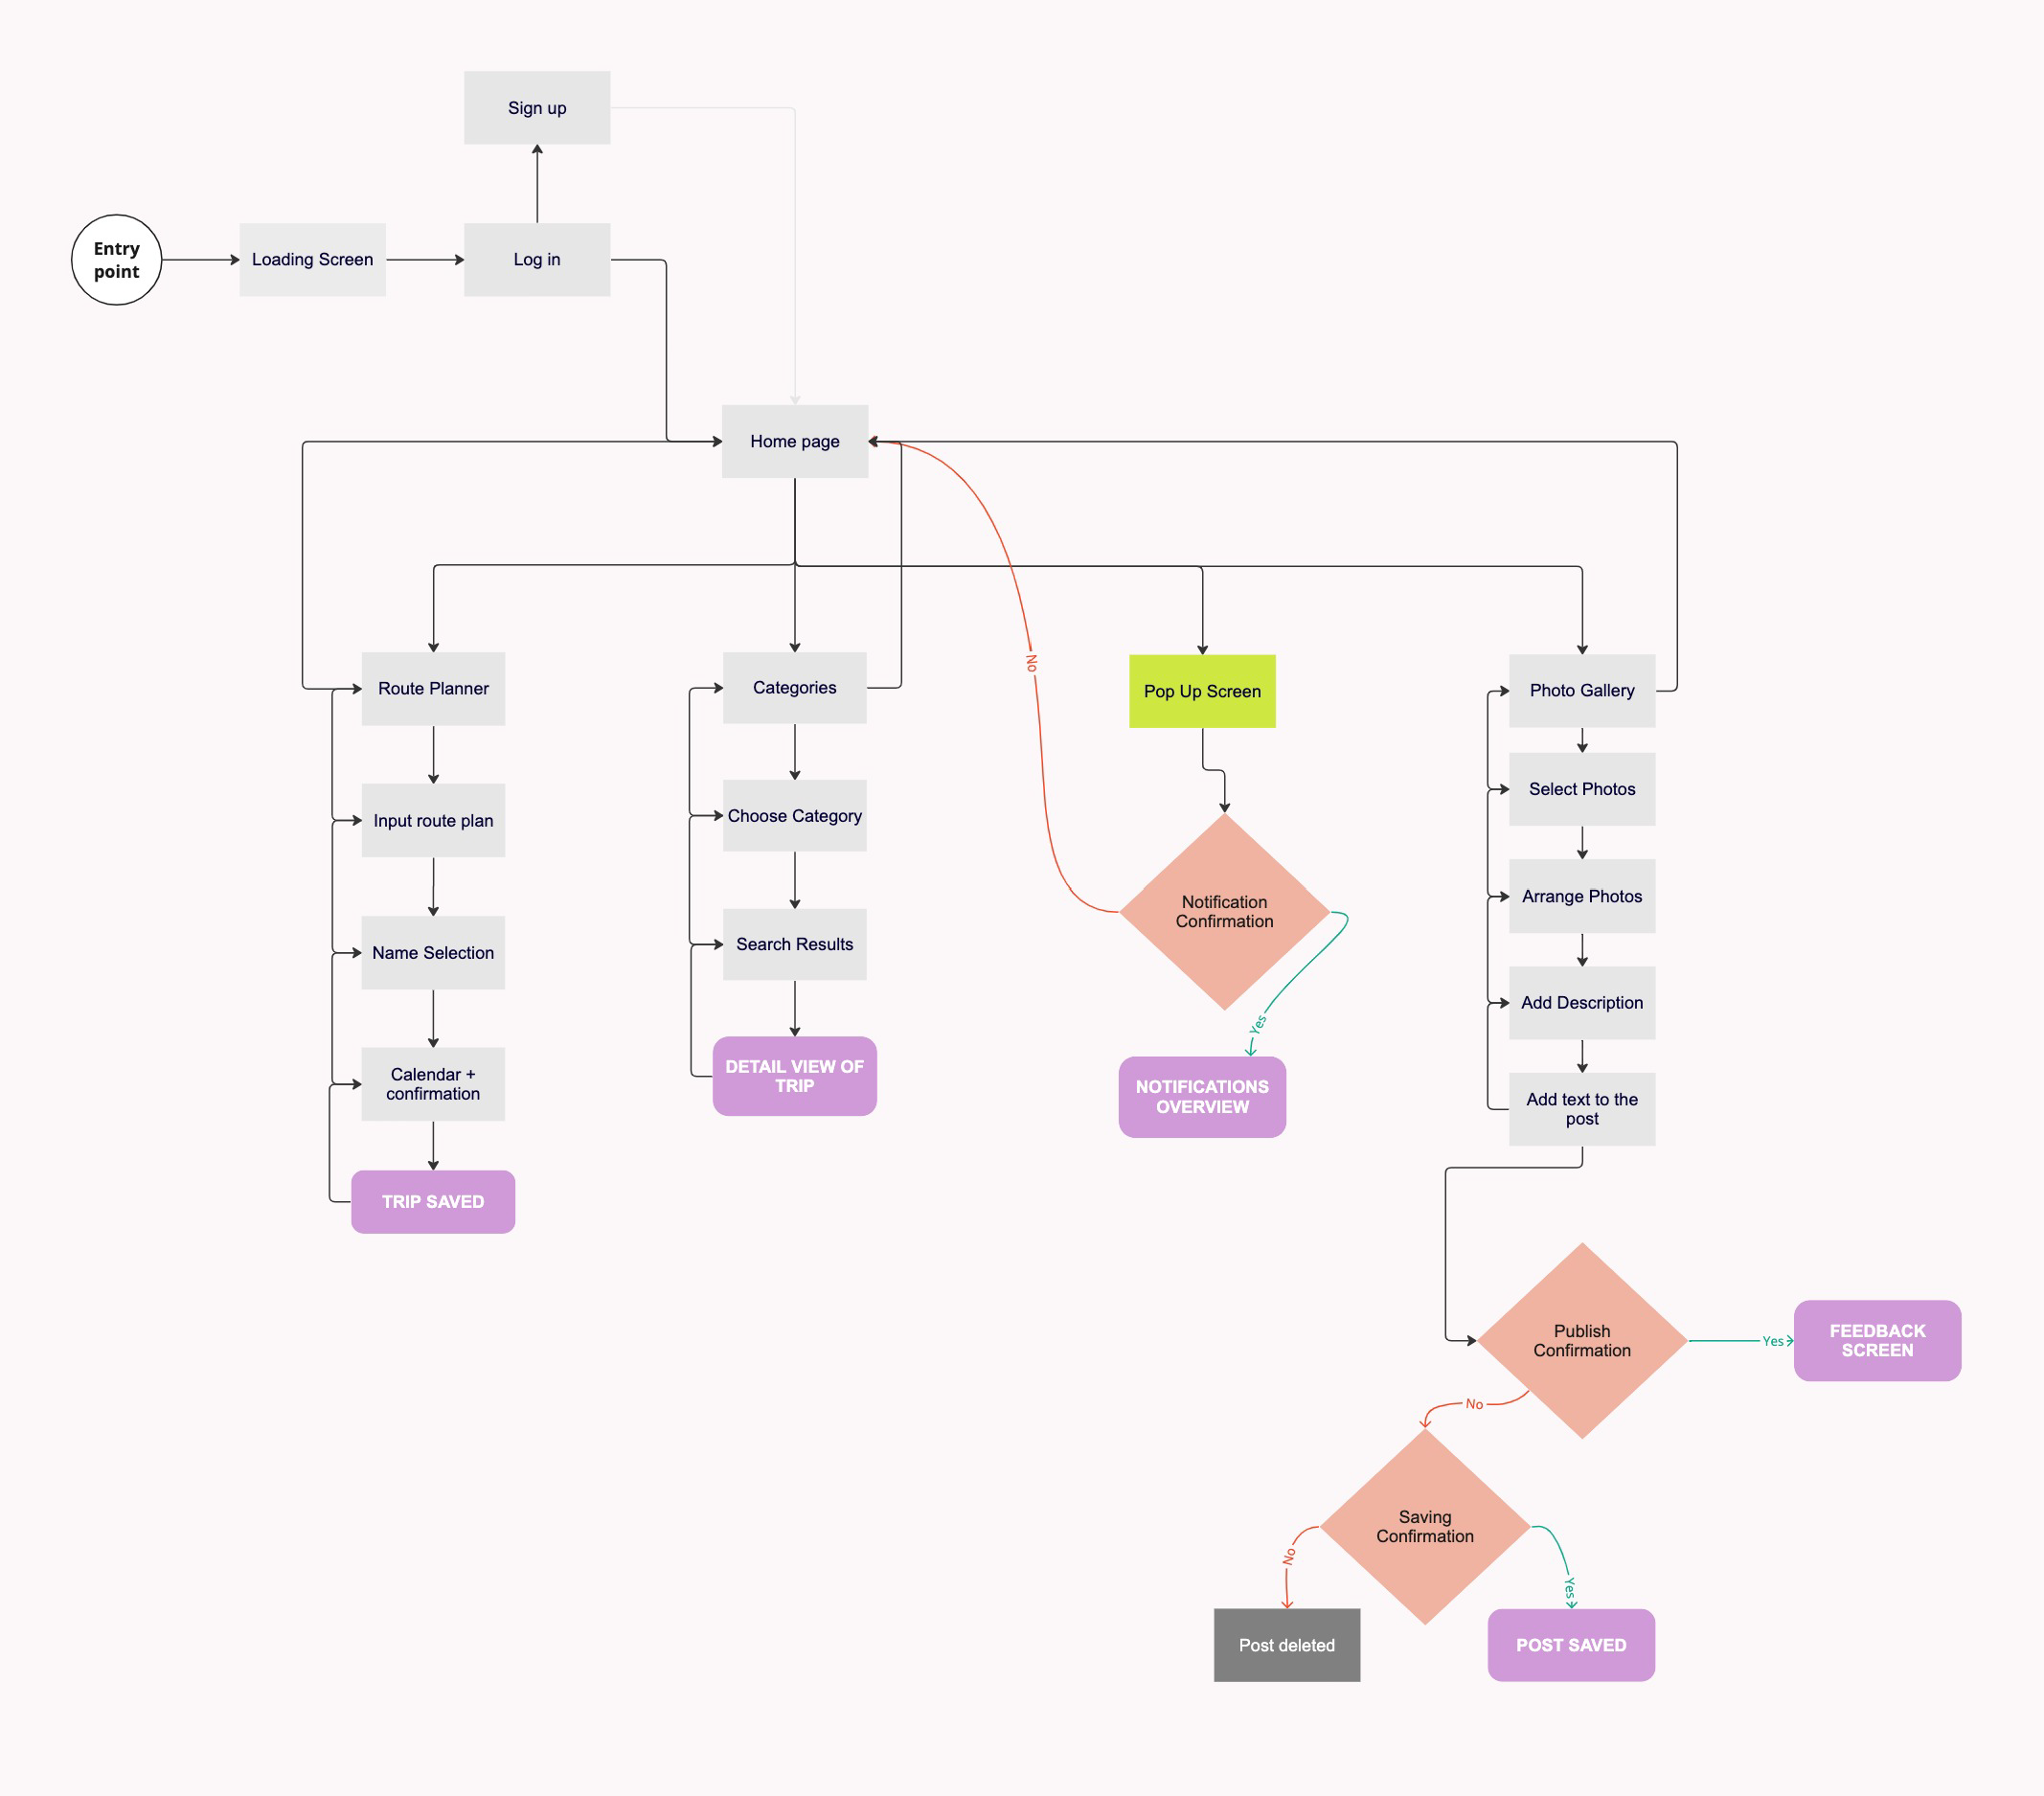 Sign up
Entry
point
Loading Screen
Log in
Home page
Route Planner
Categories
No
Pop Up Screen
Photo Gallery
Input route plan
Choose Category
Select Photos
Notification
Confirmation
Arrange Photos
Name Selection
Search Results
Add Description
Yes
Calendar +
confirmation
DETAIL VIEW OF
TRIP
NOTIFICATIONS
OVERVIEW
Add text to the
post
TRIP SAVED
Publish
Confirmation
Yes
FEEDBACK
SCREEN
No
Saving
Confirmation
No
Yes
Post deleted
POST SAVED